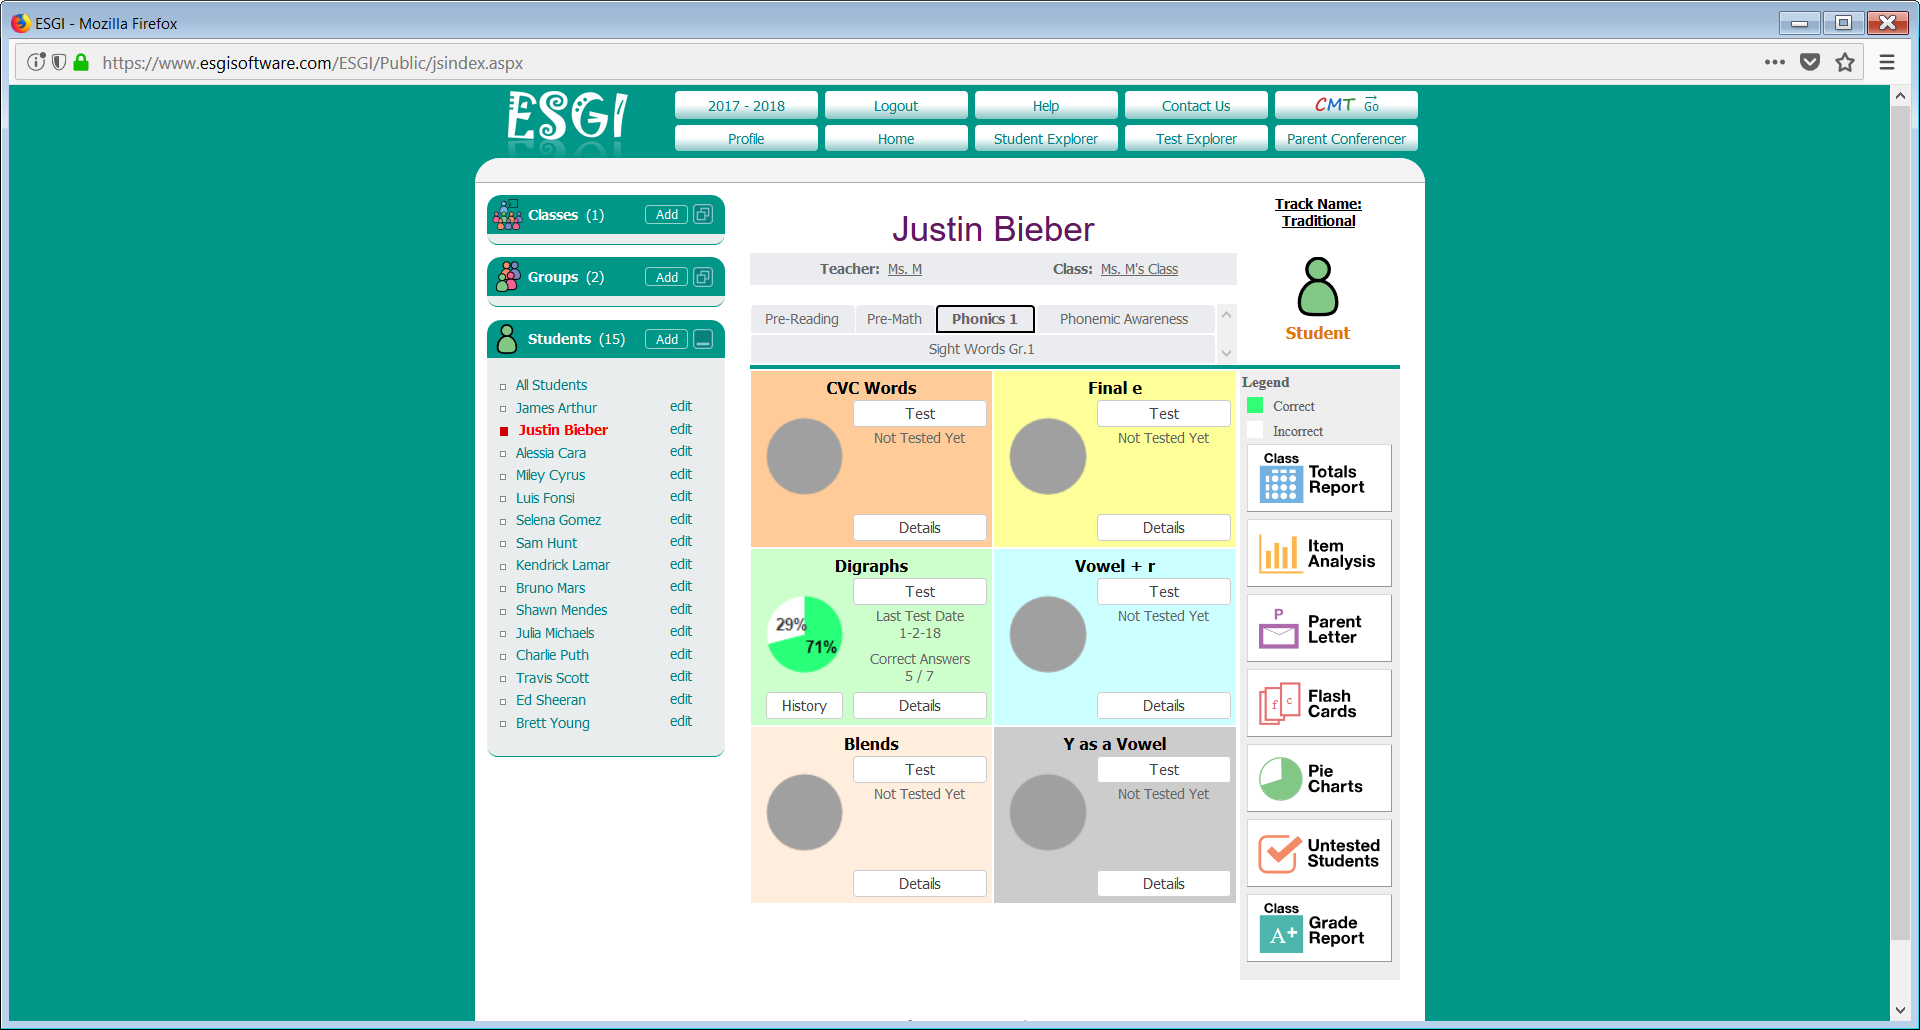 ESGI - Mozilla Firefox
https://www.esgisoftware.com/ESGI/Public/jsindex.aspx
ESGI
2017 - 2018
Logout
Help
Contact Us
CMT Go
Profile
Home
Student Explorer
Test Explorer
Parent Conferencer
Classes (1)
Add
Groups (2)
Add
Students (15)
Add
All Students
James Arthur edit
Justin Bieber edit
Alessia Cara edit
Miley Cyrus edit
Luis Fonsi edit
Selena Gomez edit
Sam Hunt edit
Kendrick Lamar edit
Bruno Mars edit
Shawn Mendes edit
Julia Michaels edit
Charlie Puth edit
Travis Scott edit
Ed Sheeran edit
Brett Young edit
Justin Bieber
Teacher: Ms. M
Class: Ms. M's Class
Track Name:
Traditional
Student
Pre-Reading
Pre-Math
Phonics 1
Phonemic Awareness
Sight Words Gr.1
CVC Words
Test
Not Tested Yet
Details
Final e
Test
Not Tested Yet
Details
Digraphs
Test
29%
71%
Last Test Date
1-2-18
Correct Answers
5 / 7
History
Details
Vowel + r
Test
Not Tested Yet
Details
Blends
Test
Not Tested Yet
Details
Y as a Vowel
Test
Not Tested Yet
Details
Legend
Correct
Incorrect
Class
Totals
Report
Item
Analysis
P
Parent
Letter
f c
Flash
Cards
Pie
Charts
Untested
Students
Class
A+
Grade
Report